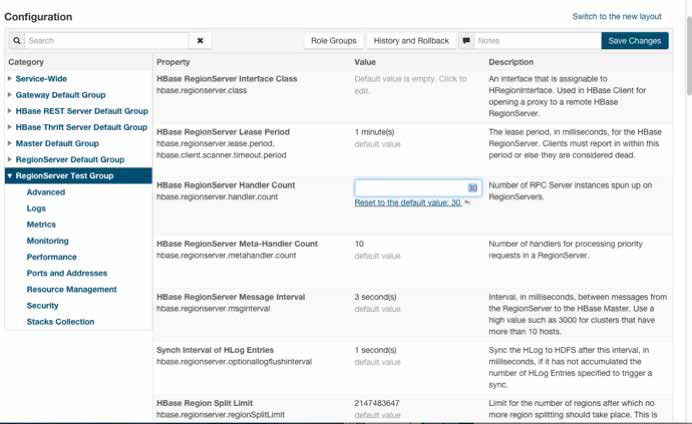 Configuration
Switch to the new layout
Search
Role Groups
History and Rollback
Notes
Save Changes
Category
Property
Value
Description
Service-Wide
Gateway Default Group
HBase REST Server Default Group
HBase Thrift Server Default Group
Master Default Group
RegionServer Default Group
RegionServer Test Group
Advanced
Logs
Metrics
Monitoring
Performance
Ports and Addresses
Resource Management
Security
Stacks Collection
HBase RegionServer Interface Class
hbase.regionserver.class
Default value is empty. Click to
edit.
An interface that is assignable to
HRegionInterface. Used in HBase Client for
opening a proxy to a remote HBase
RegionServer.
HBase RegionServer Lease Period
hbase.regionserver.lease.period,
hbase.client.scanner.timeout.period
1 minute(s)
default value
The lease period, in milliseconds, for the HBase
RegionServer. Clients must report in within this
period or else they are considered dead.
HBase RegionServer Handler Count
hbase.regionserver.handler.count
30
Reset to the default value: 30
Number of RPC Server instances spun up on
RegionServers.
HBase RegionServer Meta-Handler Count
hbase.regionserver.metahandler.count
10
default value
Number of handlers for processing priority
requests in a RegionServer.
HBase RegionServer Message Interval
hbase.regionserver.msginterval
3 second(s)
default value
Interval, in milliseconds, between messages from
the RegionServer to the HBase Master. Use a
high value such as 3000 for clusters that have
more than 10 hosts.
Synch Interval of HLog Entries
hbase.regionserver.optionallogflushinterval
1 second(s)
default value
Sync the HLog to HDFS after this interval, in
milliseconds, if it has not accumulated the
number of HLog Entries specified to trigger a
sync.
HBase Region Split Limit
hbase.regionserver.regionSplitLimit
2147483647
default value
Limit for the number of regions after which no
more region splitting should take place. This is